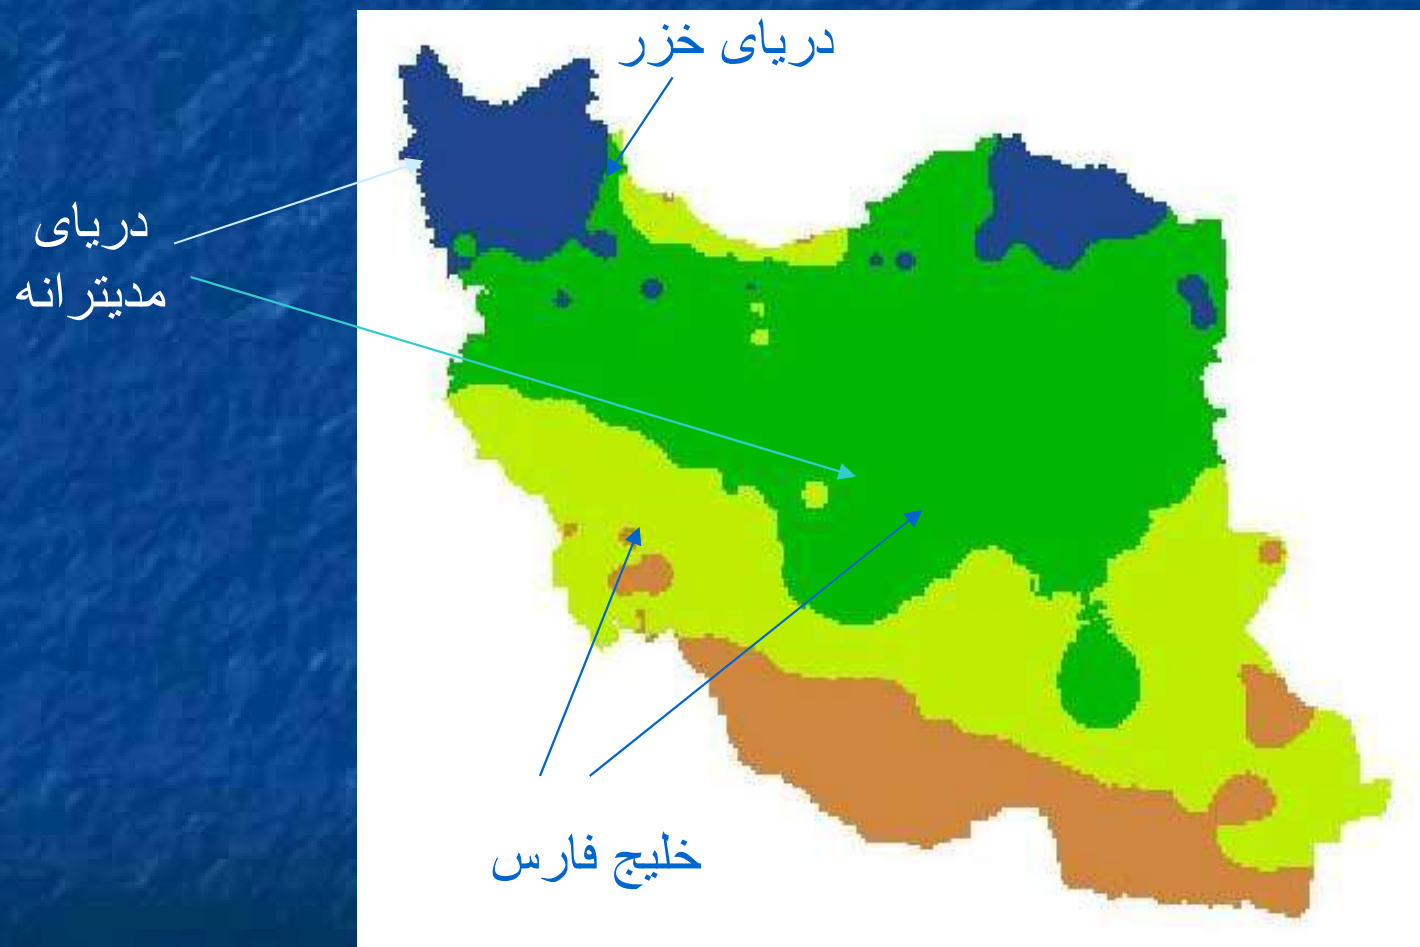 دریای خزر
دریای
مدیترانه
خلیج فارس